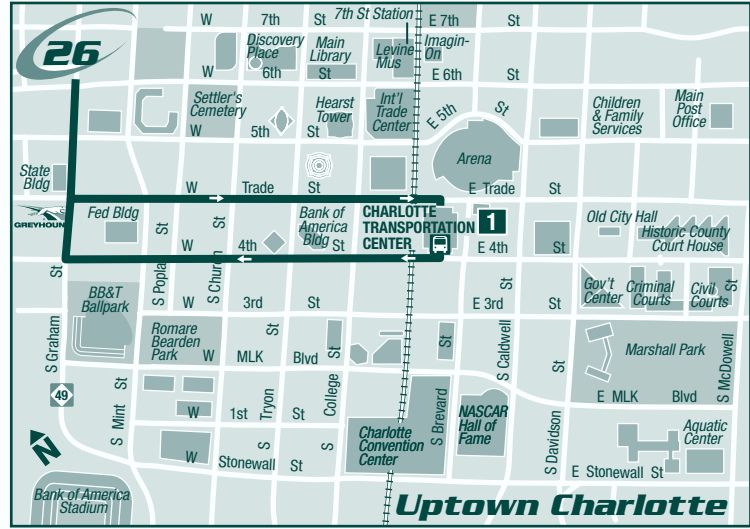 26
W 7th St
7th St Station
E 7th St
Discovery
Place
Main
Library
Levine
Mus
Imagin-
On
W 6th St
E 6th St
Settler's
Cemetery
Hearst
Tower
Int'l
Trade
Center
E 5th St
Children
& Family
Services
Main
Post
Office
W 5th St
Arena
State
Bldg
W Trade St
E Trade St
GREYHOUN
Fed Bldg
Bank of
America
Bldg
CHARLOTTE
TRANSPORTATION
CENTER
1
Old City Hall
Historic County
Court House
W 4th St
E 4th St
S Popla St
S Church St
BB&T
Ballpark
Gov't
Center
Criminal
Courts
Civil
Courts
W 3rd St
E 3rd St
S Graham St
Romare
Bearden
Park
W MLK Blvd
Marshall Park
S Caldwell St
S McDowell St
49
E MLK Blvd
S Mint St
W 1st St
S Tryon St
S College St
S Brevard St
NASCAR
Hall of
Fame
Charlotte
Convention
Center
S Davidson St
Aquatic
Center
N
W Stonewall St
E Stonewall St
Bank of America
Stadium
Uptown Charlotte